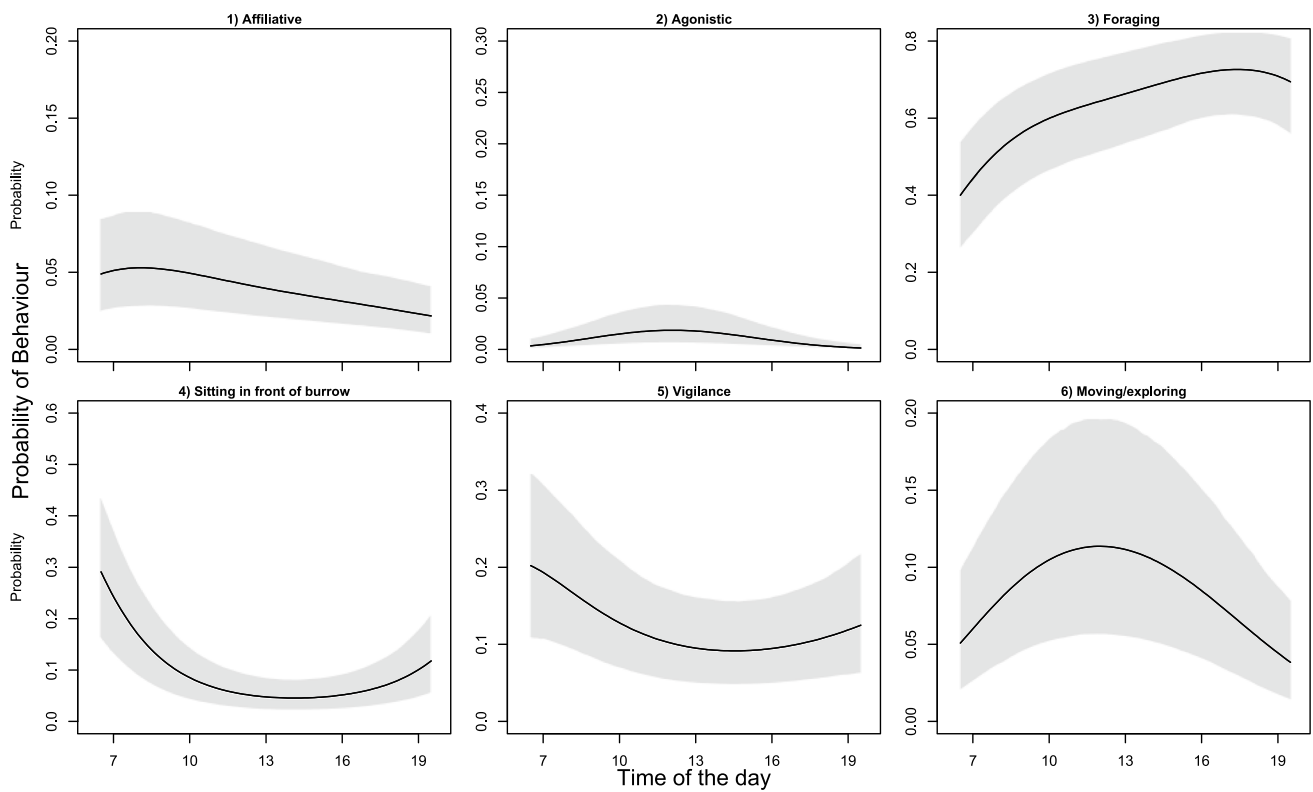 1) Affiliative
2) Agonistic
3) Foraging
0.00 0.05 0.10 0.15 0.20
0.00 0.05 0.10 0.15 0.20 0.25 0.30
0.0 0.2 0.4 0.6 0.8
Probability
Probability of Behaviour
4) Sitting in front of burrow
5) Vigilance
6) Moving/exploring
0.0 0.1 0.2 0.3 0.4 0.5 0.6
0.0 0.1 0.2 0.3 0.4
0.00 0.05 0.10 0.15 0.20
Probability
7 10 13 16 19
7 10 13 16 19
7 10 13 16 19
Time of the day